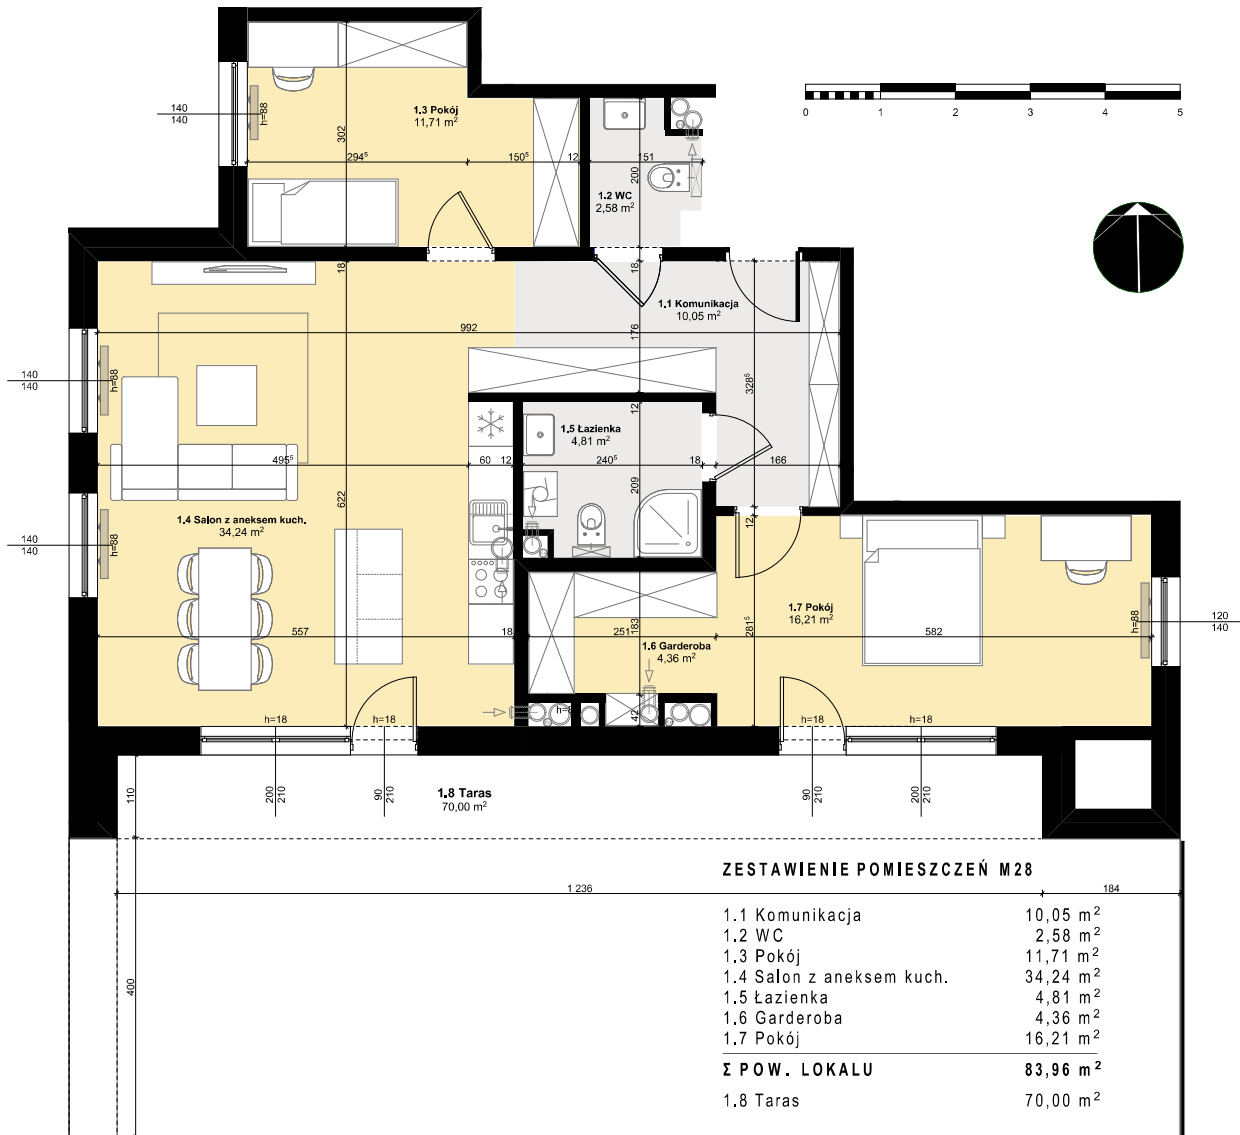 1.3 Pokój
11,71 m²
140
140
h=88
302
294⁵
150⁵
12
151
200
1.2 WC
2,58 m²
0 1 2 3 4 5
18
18
1.1 Komunikacja
10,05 m²
992
176
328⁵
140
140
h=88
12
1.5 Łazienka
4,81 m²
495⁵
60
12
240⁵
18
166
209
622
1.4 Salon z aneksem kuch.
34,24 m²
140
140
h=88
12
1.7 Pokój
16,21 m²
h=88
120
140
557
18
251
183
281⁵
582
1.6 Garderoba
4,36 m²
42
h=18
h=18
h=18
h=18
200
210
90
210
90
210
200
210
110
1.8 Taras
70,00 m²
1 236
184
400
ZESTAWIENIE POMIESZCZEŃ M28
1.1 Komunikacja 10,05 m²
1.2 WC 2,58 m²
1.3 Pokój 11,71 m²
1.4 Salon z aneksem kuch. 34,24 m²
1.5 Łazienka 4,81 m²
1.6 Garderoba 4,36 m²
1.7 Pokój 16,21 m²
Σ POW. LOKALU 83,96 m²
1.8 Taras 70,00 m²